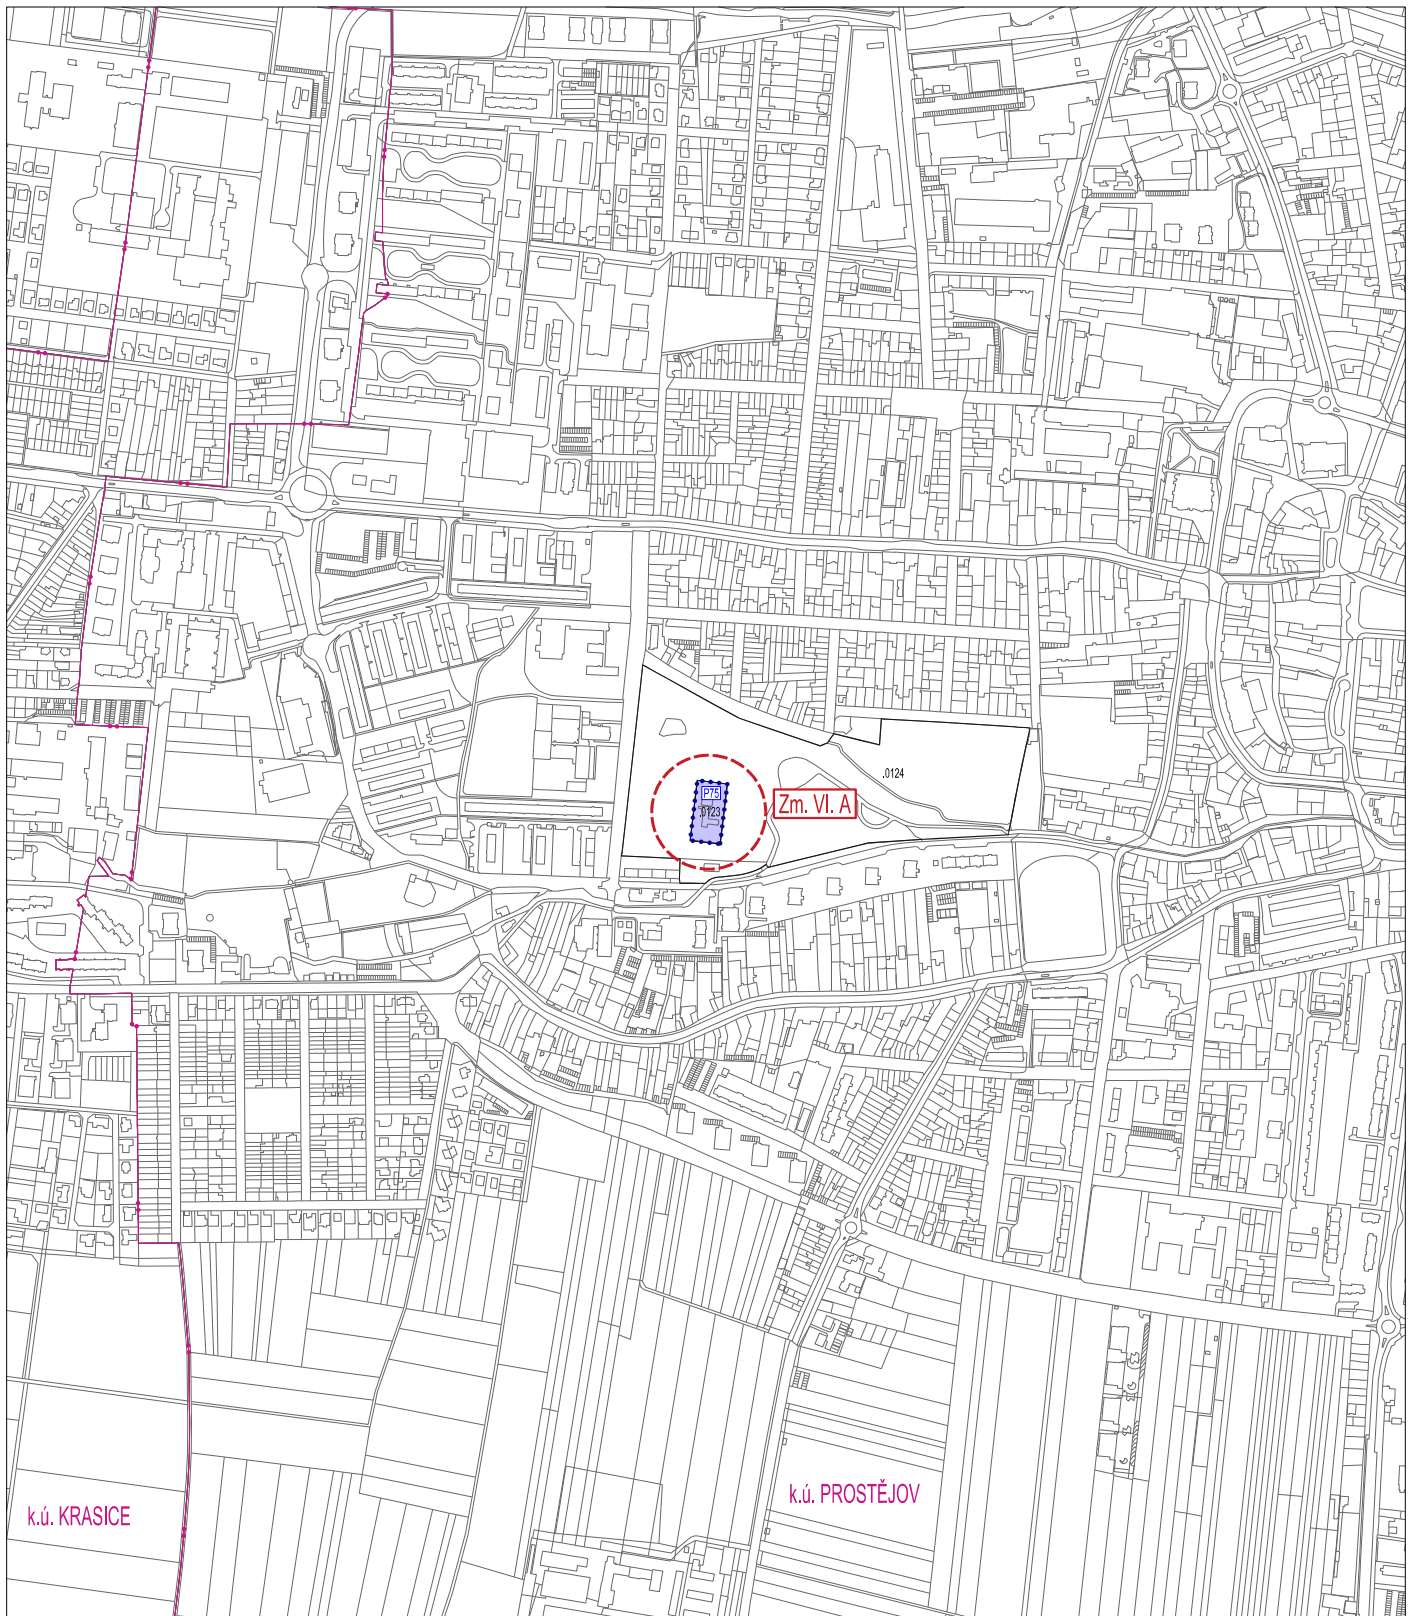 .0124
P75
.0123
Zm. VI. A
k.ú. PROSTĚJOV
k.ú. KRASICE